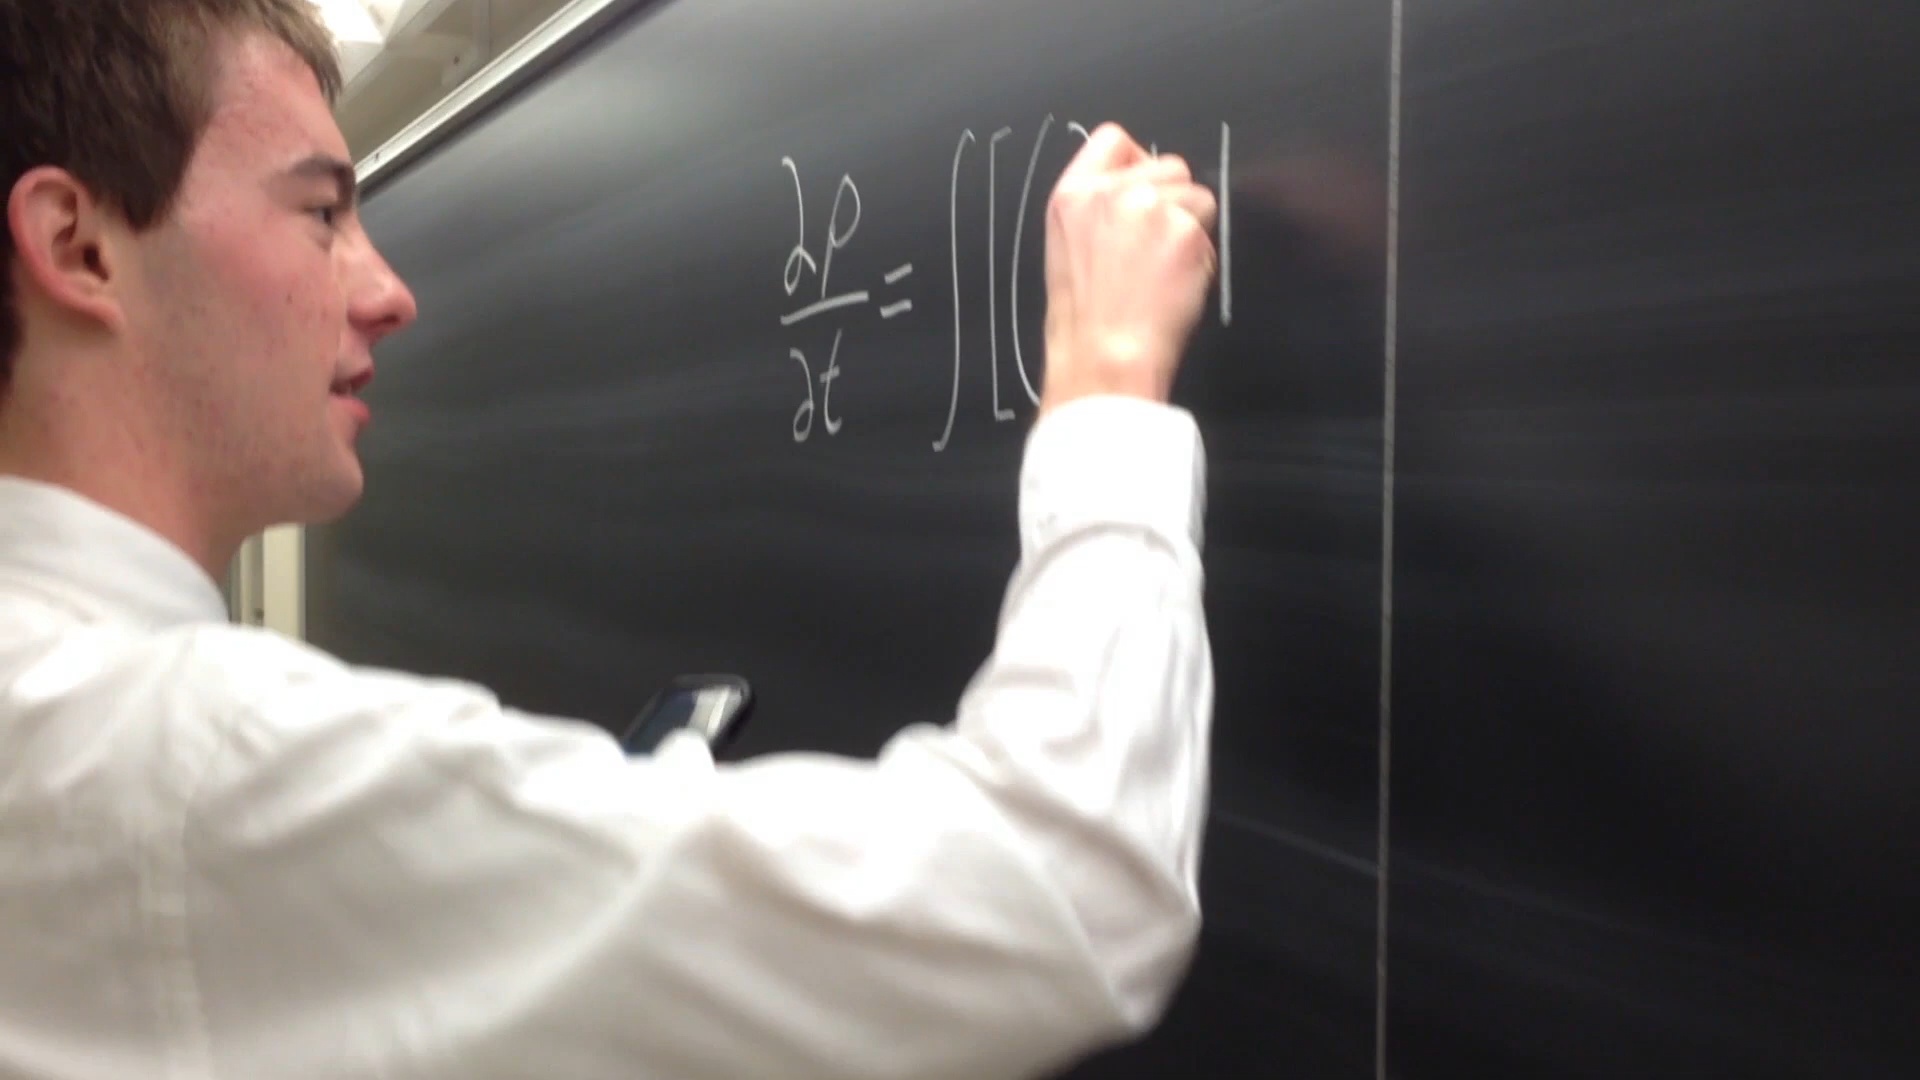 ∂ρ/∂t = ∫ [ (